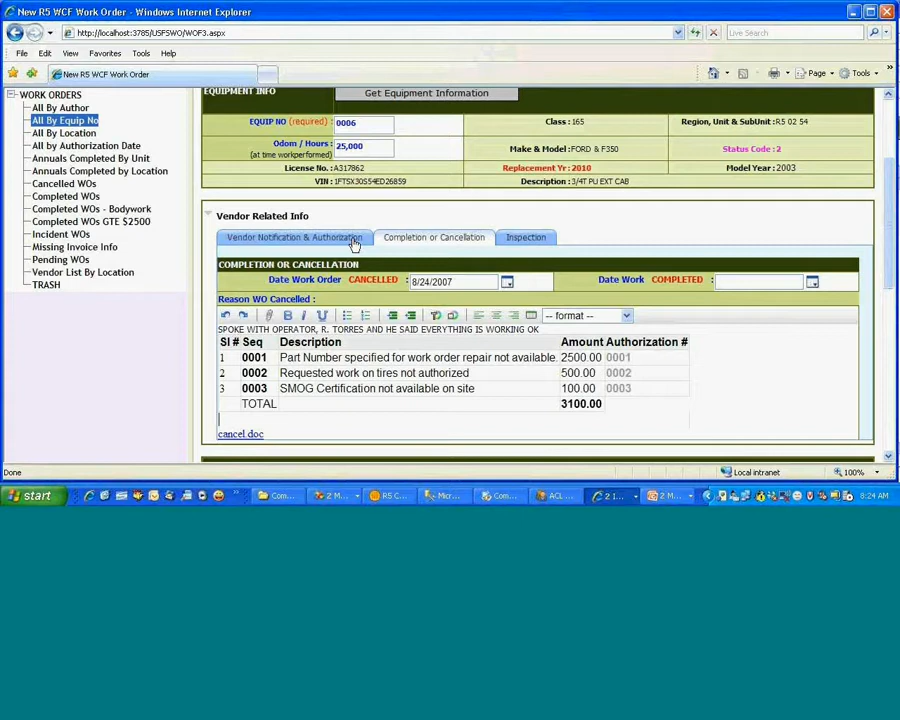 New R5 WCF Work Order - Windows Internet Explorer
http://localhost:3785/USFSWO/WOF3.aspx
Live Search
File Edit View Favorites Tools Help
New R5 WCF Work Order
Page Tools
WORK ORDERS
All By Author
All By Equip No
All By Location
All by Authorization Date
Annuals Completed By Unit
Annuals Completed by Location
Cancelled WOs
Completed WOs
Completed WOs - Bodywork
Completed WOs GTE $2500
Incident WOs
Missing Invoice Info
Pending WOs
Vendor List By Location
TRASH
EQUIPMENT INFO
Get Equipment Information
EQUIP NO (required) : 0006 Class : 165 Region, Unit & SubUnit : R5 02 54
Odom / Hours : 25,000
(at time workperformed) Make & Model : FORD & F350 Status Code : 2
License No. : A317862 Replacement Yr : 2010 Model Year : 2003
VIN : 1FTSX30S54ED26859 Description : 3/4T PU EXT CAB
Vendor Related Info
Vendor Notification & Authorization Completion or Cancellation Inspection
COMPLETION OR CANCELLATION
Date Work Order CANCELLED : 8/24/2007 Date Work COMPLETED :
Reason WO Cancelled :
B I U -- format --
SPOKE WITH OPERATOR, R. TORRES AND HE SAID EVERYTHING IS WORKING OK
Sl # Seq Description Amount Authorization #
1 0001 Part Number specified for work order repair not available. 2500.00 0001
2 0002 Requested work on tires not authorized 500.00 0002
3 0003 SMOG Certification not available on site 100.00 0003
TOTAL 3100.00
cancel.doc
Done Local intranet 100%
start Com... 2 M... R5 C... Micr... Com... ACL ... 2 I... 2 M... 8:24 AM